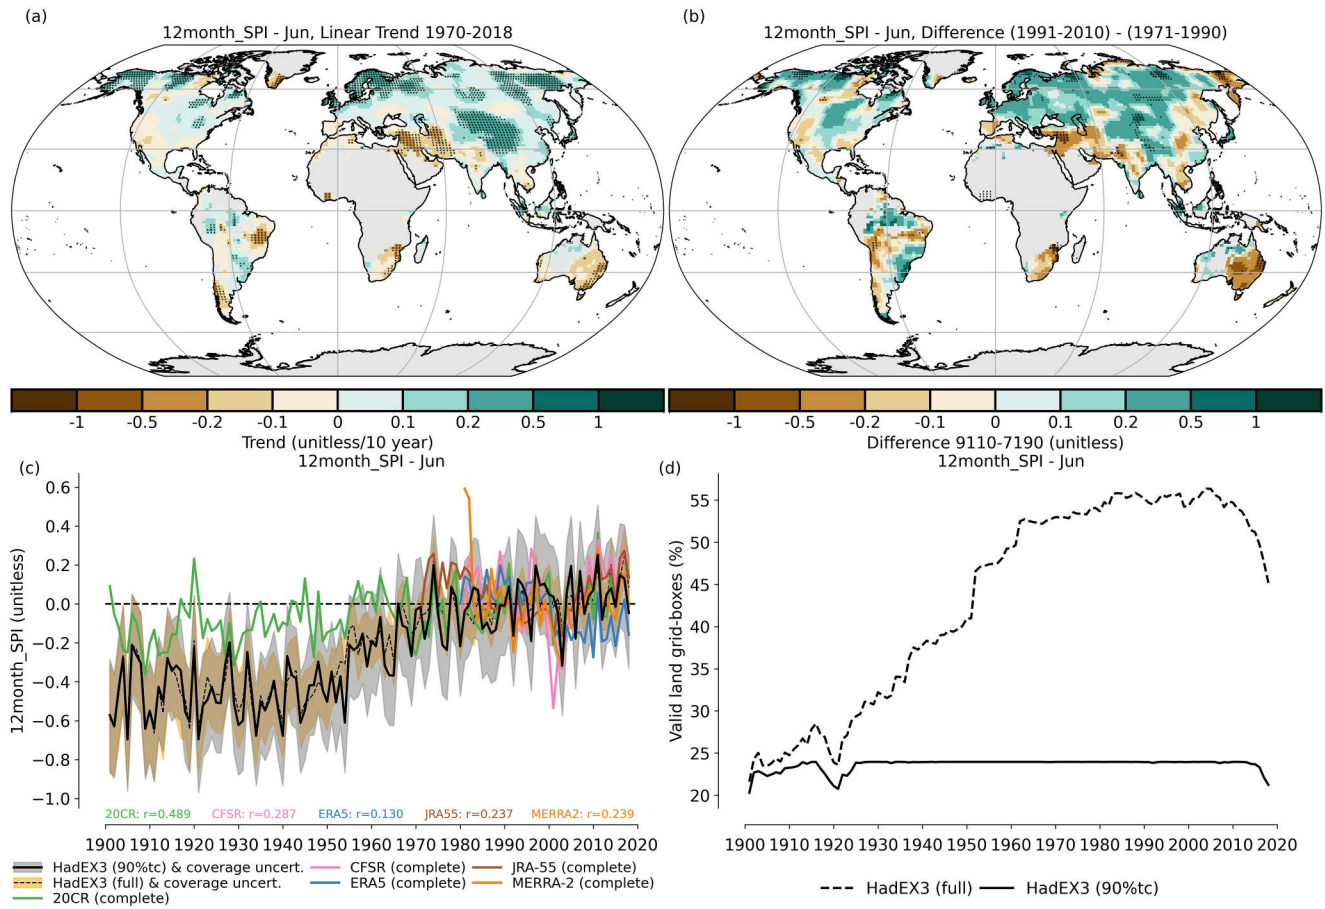 (a)
12month_SPI - Jun, Linear Trend 1970-2018
(b)
12month_SPI - Jun, Difference (1991-2010) - (1971-1990)
-1 -0.5 -0.2 -0.1 0 0.1 0.2 0.5 1
Trend (unitless/10 year)
-1 -0.5 -0.2 -0.1 0 0.1 0.2 0.5 1
Difference 9110-7190 (unitless)
(c)
12month_SPI - Jun
12month_SPI (unitless)
0.6
0.4
0.2
0.0
−0.2
−0.4
−0.6
−0.8
−1.0
20CR: r=0.489 CFSR: r=0.287 ERA5: r=0.130 JRA55: r=0.237 MERRA2: r=0.239
1900 1910 1920 1930 1940 1950 1960 1970 1980 1990 2000 2010 2020
HadEX3 (90%tc) & coverage uncert.
HadEX3 (full) & coverage uncert.
20CR (complete)
CFSR (complete)
ERA5 (complete)
JRA-55 (complete)
MERRA-2 (complete)
(d)
12month_SPI - Jun
Valid land grid-boxes (%)
55
50
45
40
35
30
25
20
1900 1910 1920 1930 1940 1950 1960 1970 1980 1990 2000 2010 2020
HadEX3 (full) HadEX3 (90%tc)